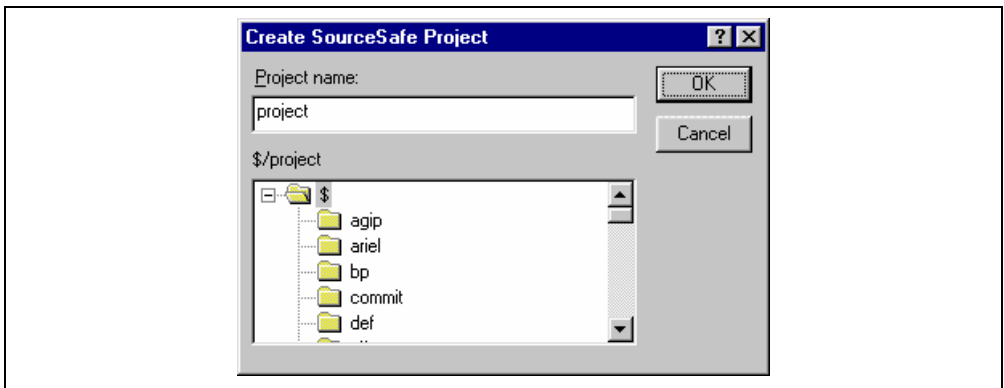 Create SourceSafe Project
Project name:
OK
project
Cancel
$/project
$
agip
ariel
bp
commit
def